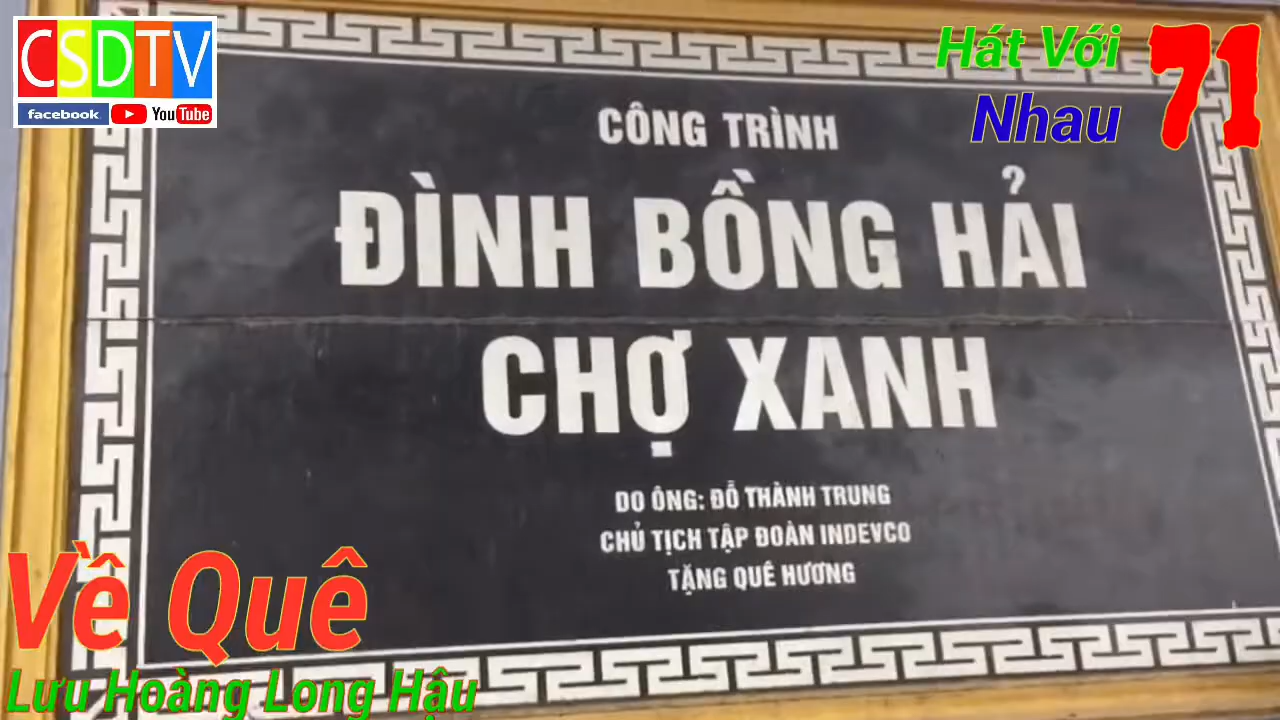 CSDTV
facebook YouTube
Hát Với
Nhau
71
CÔNG TRÌNH
ĐÌNH BỒNG HẢI
CHỢ XANH
DO ÔNG: ĐỖ THÀNH TRUNG
CHỦ TỊCH TẬP ĐOÀN INDEVCO
TẶNG QUÊ HƯƠNG
Về Quê
Lưu Hoàng Long Hậu